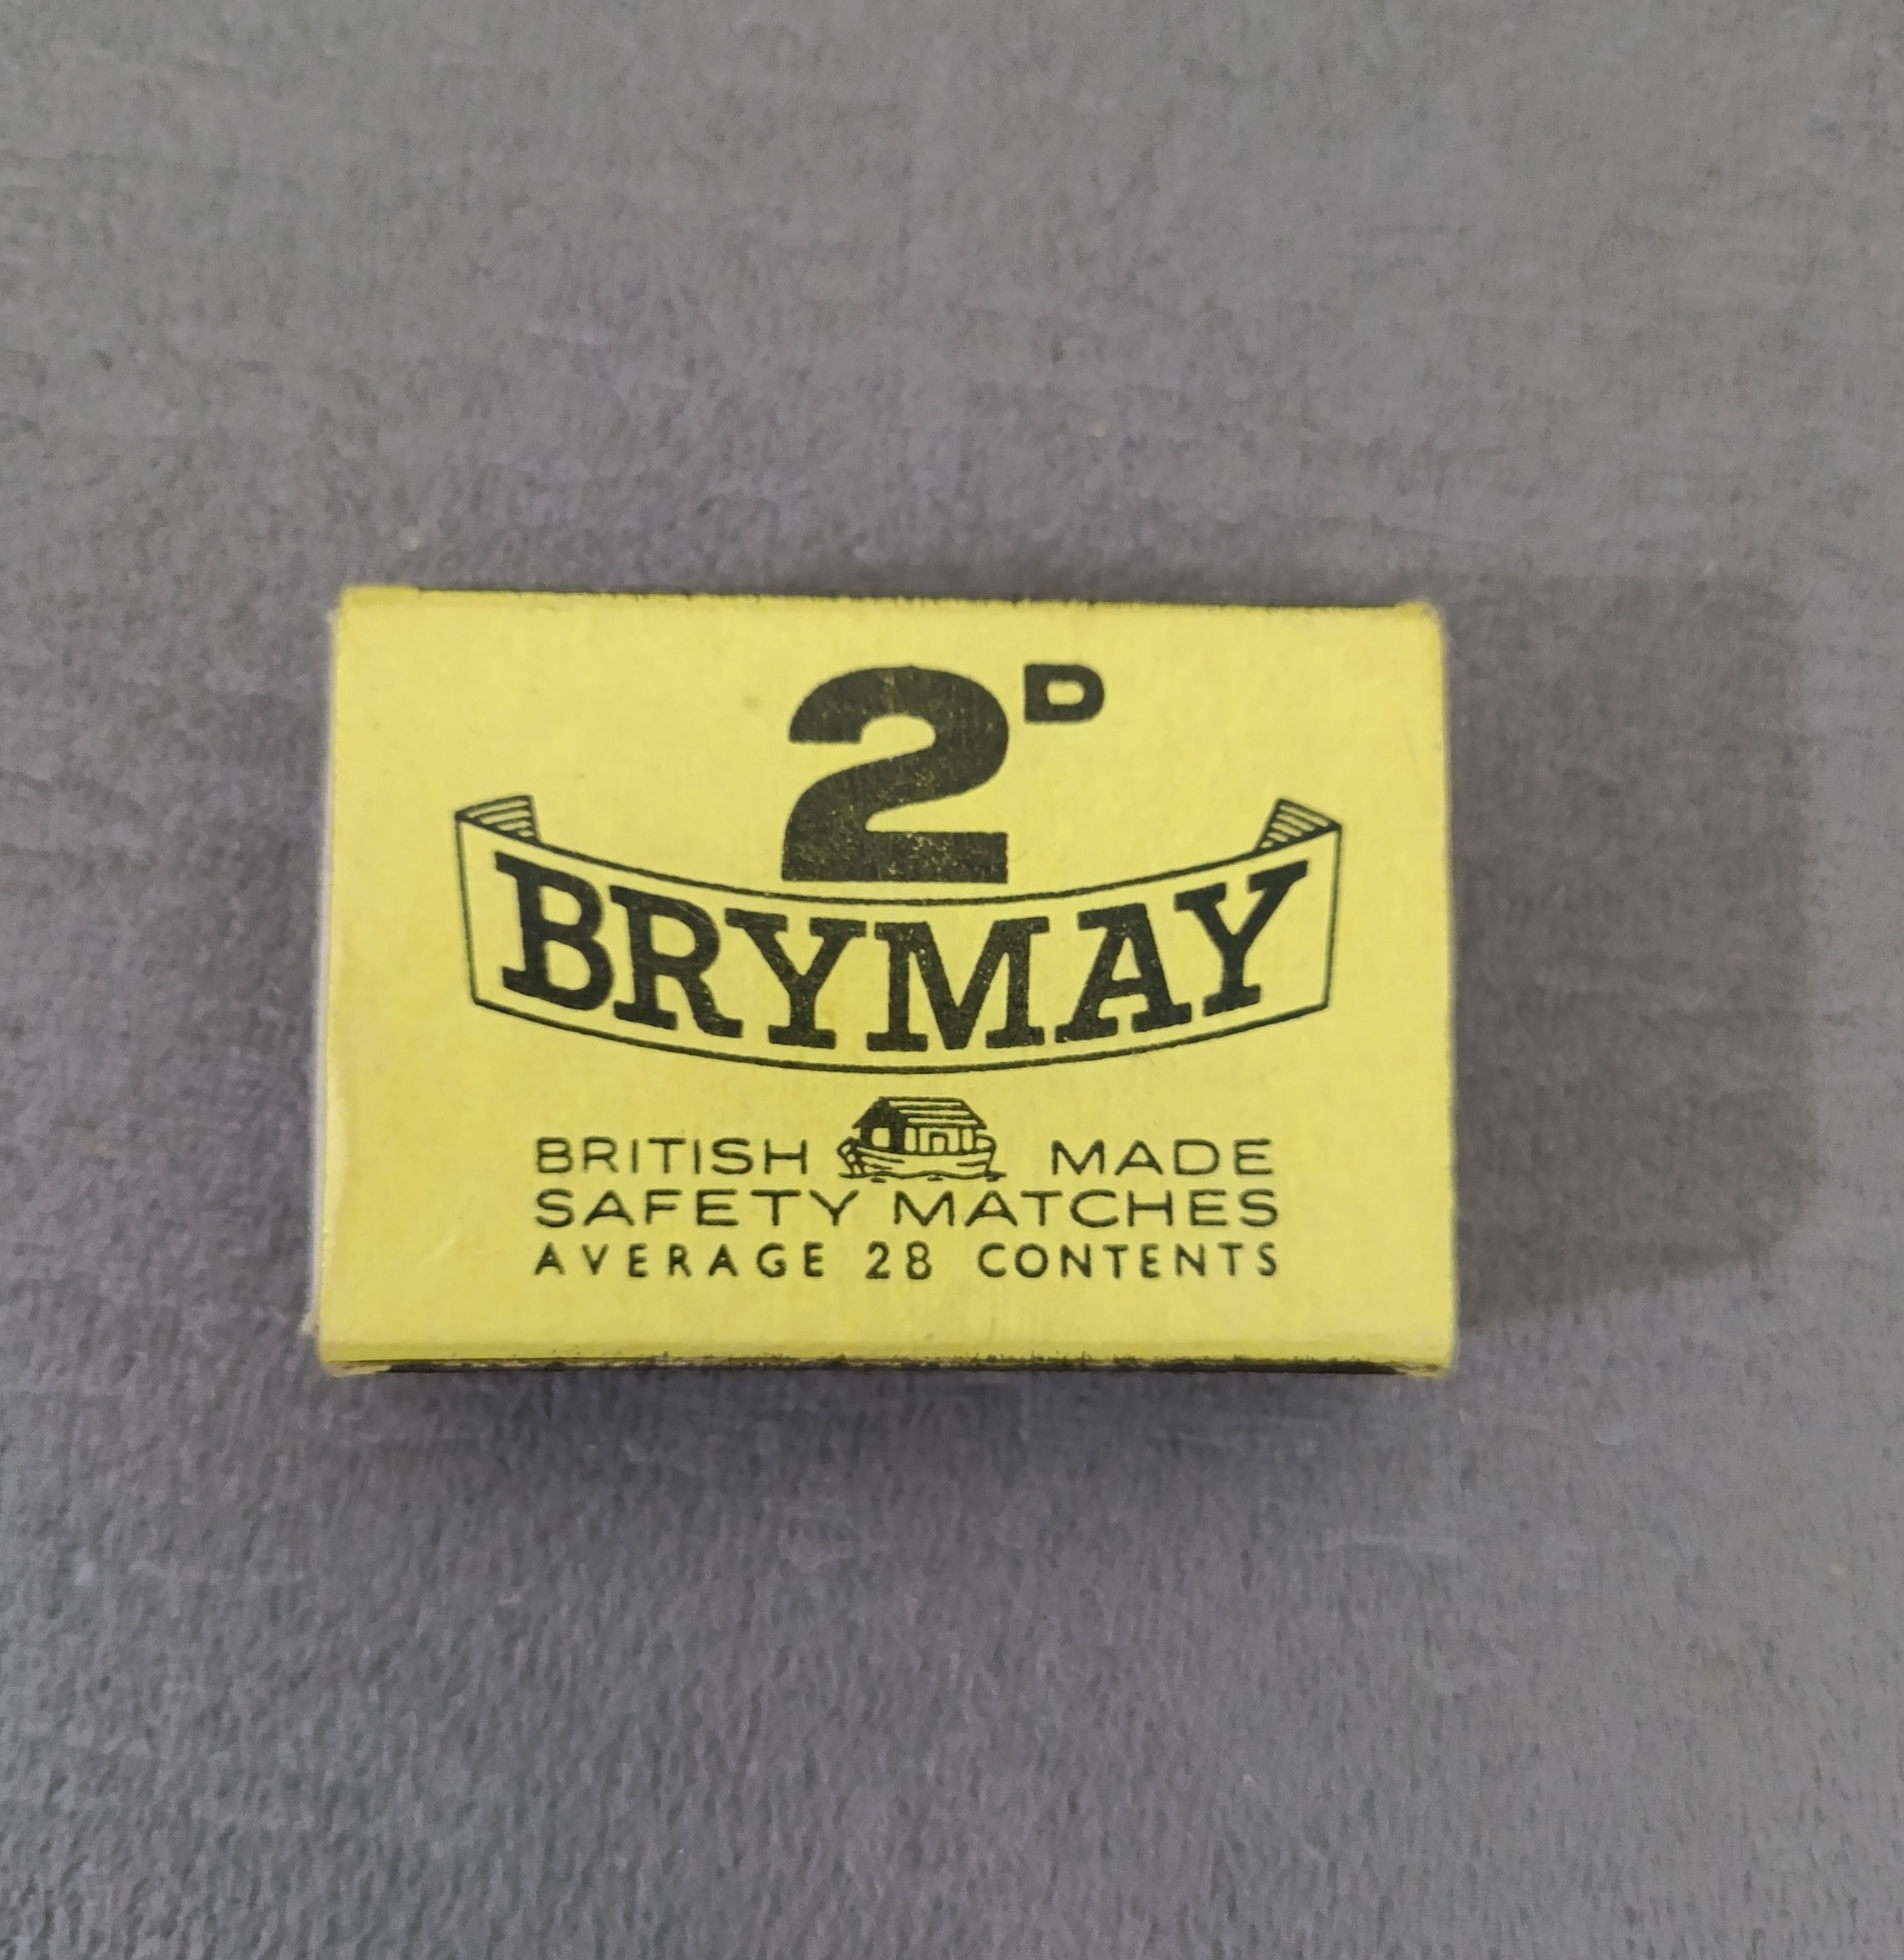 2D
BRYMAY
BRITISH MADE
SAFETY MATCHES
AVERAGE 28 CONTENTS